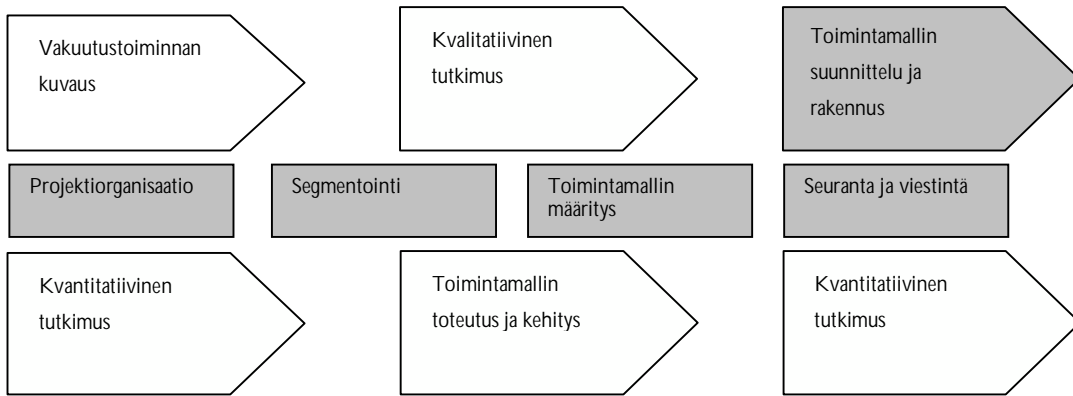 Vakuutustoiminnan
kuvaus
Kvalitatiivinen
tutkimus
Toimintamallin
suunnittelu ja
rakennus
Projektiorganisaatio
Segmentointi
Toimintamallin
määritys
Seuranta ja viestintä
Kvantitatiivinen
tutkimus
Toimintamallin
toteutus ja kehitys
Kvantitatiivinen
tutkimus